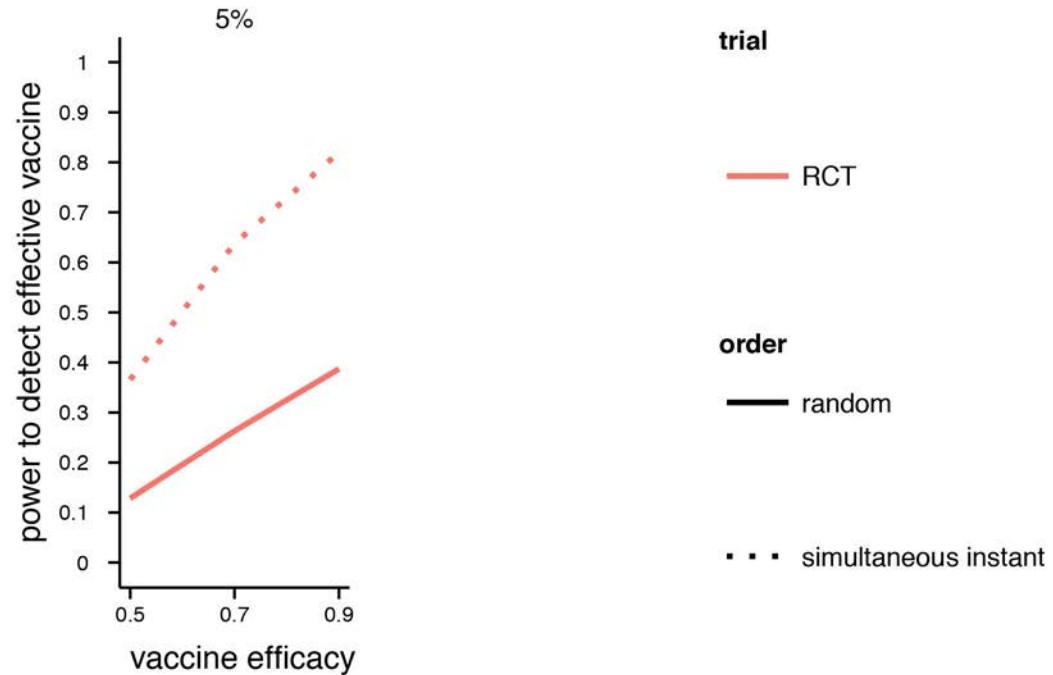 5%
power to detect effective vaccine
1
0.9
0.8
0.7
0.6
0.5
0.4
0.3
0.2
0.1
0
0.5 0.7 0.9
vaccine efficacy
trial
RCT
order
random
simultaneous instant